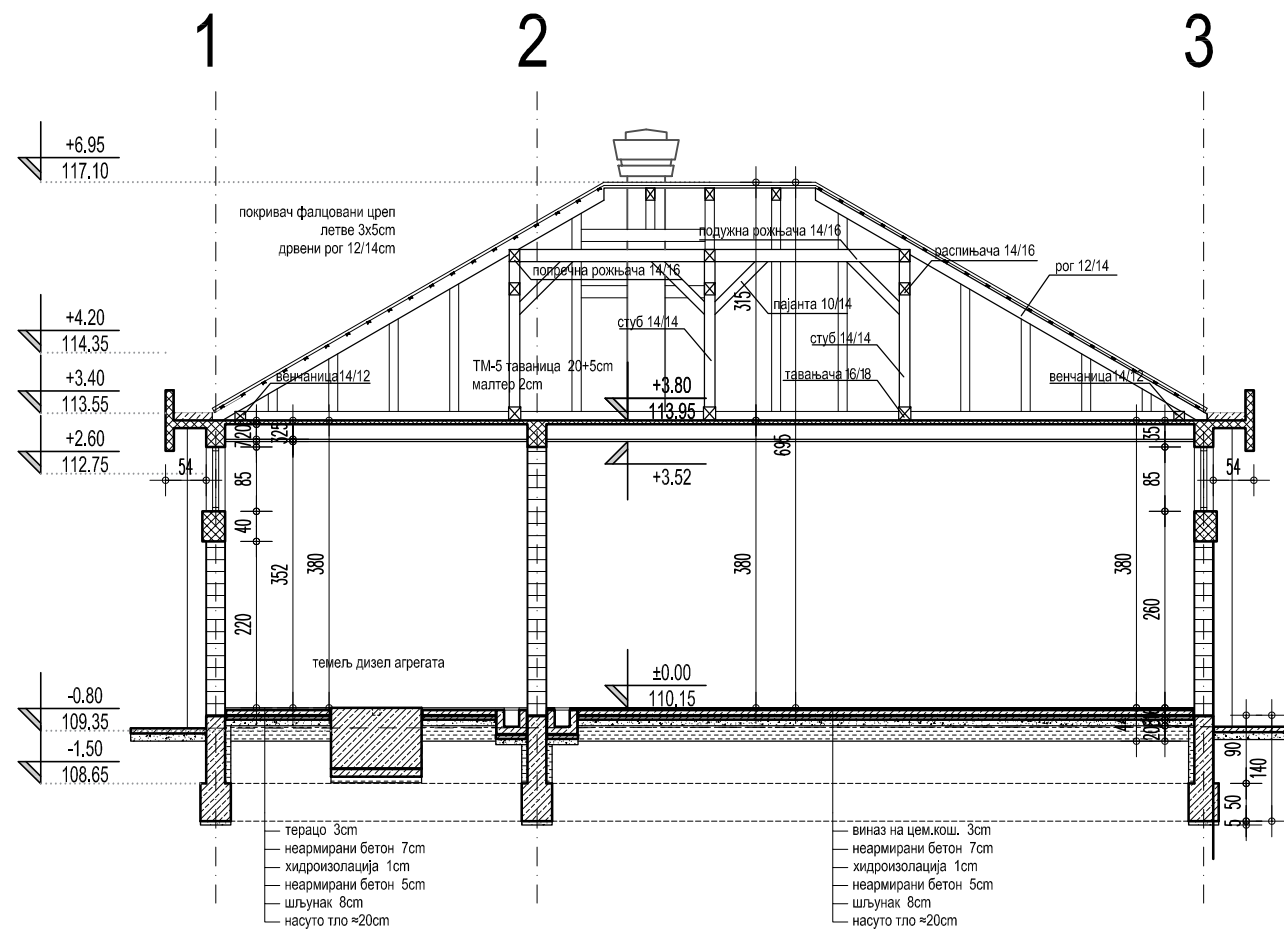 1 2 3
+6.95
117.10
покривач фалцовани цреп
летве 3x5cm
дрвени рог 12/14cm
подужна рожњача 14/16
распињача 14/16
попречна рожњача 14/16
рог 12/14
315
пајанта 10/14
+4.20
114.35
стуб 14/14
стуб 14/14
ТМ-5 таваница 20+5cm
малтер 2cm
венчаница 14/12
тавањача 16/18
венчаница 14/12
+3.40
113.55
+3.80
113.95
+2.60
112.75
325
695
35
+3.52
54
85
85
54
40
352
380
380
380
220
260
темељ дизел агрегата
±0.00
110.15
-0.80
109.35
-1.50
108.65
90
140
50
5
терацо 3cm
неармирани бетон 7cm
хидроизолација 1cm
неармирани бетон 5cm
шљунак 8cm
насуто тло ≈20cm
виназ на цем.кош. 3cm
неармирани бетон 7cm
хидроизолација 1cm
неармирани бетон 5cm
шљунак 8cm
насуто тло ≈20cm